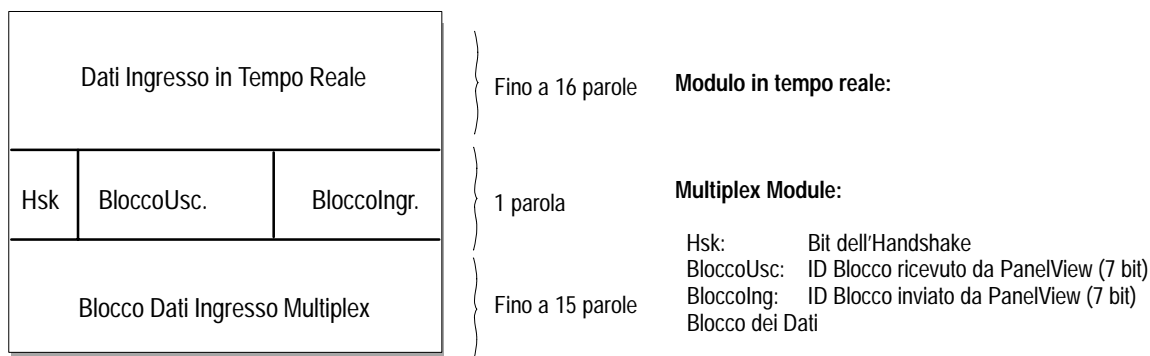 Dati Ingresso in Tempo Reale
Fino a 16 parole
Modulo in tempo reale:
Hsk
BloccoUsc.
BloccoIngr.
1 parola
Multiplex Module:
Hsk: Bit dell'Handshake
BloccoUsc: ID Blocco ricevuto da PanelView (7 bit)
BloccoIng: ID Blocco inviato da PanelView (7 bit)
Blocco dei Dati
Blocco Dati Ingresso Multiplex
Fino a 15 parole